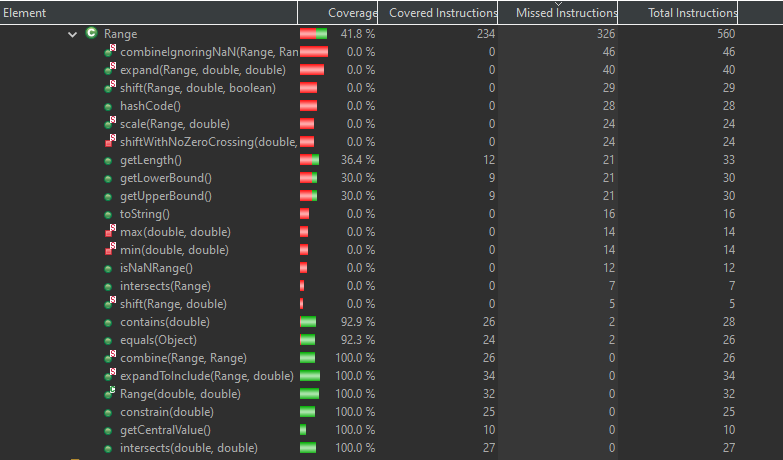 Element Coverage Covered Instructions Missed Instructions Total Instructions
Range 41.8 % 234 326 560
combineIgnoringNaN(Range, Ran 0.0 % 0 46 46
expand(Range, double, double) 0.0 % 0 40 40
shift(Range, double, boolean) 0.0 % 0 29 29
hashCode() 0.0 % 0 28 28
scale(Range, double) 0.0 % 0 24 24
shiftWithNoZeroCrossing(double, 0.0 % 0 24 24
getLength() 36.4 % 12 21 33
getLowerBound() 30.0 % 9 21 30
getUpperBound() 30.0 % 9 21 30
toString() 0.0 % 0 16 16
max(double, double) 0.0 % 0 14 14
min(double, double) 0.0 % 0 14 14
isNaNRange() 0.0 % 0 12 12
intersects(Range) 0.0 % 0 7 7
shift(Range, double) 0.0 % 0 5 5
contains(double) 92.9 % 26 2 28
equals(Object) 92.3 % 24 2 26
combine(Range, Range) 100.0 % 26 0 26
expandToInclude(Range, double) 100.0 % 34 0 34
Range(double, double) 100.0 % 32 0 32
constrain(double) 100.0 % 25 0 25
getCentralValue() 100.0 % 10 0 10
intersects(double, double) 100.0 % 27 0 27